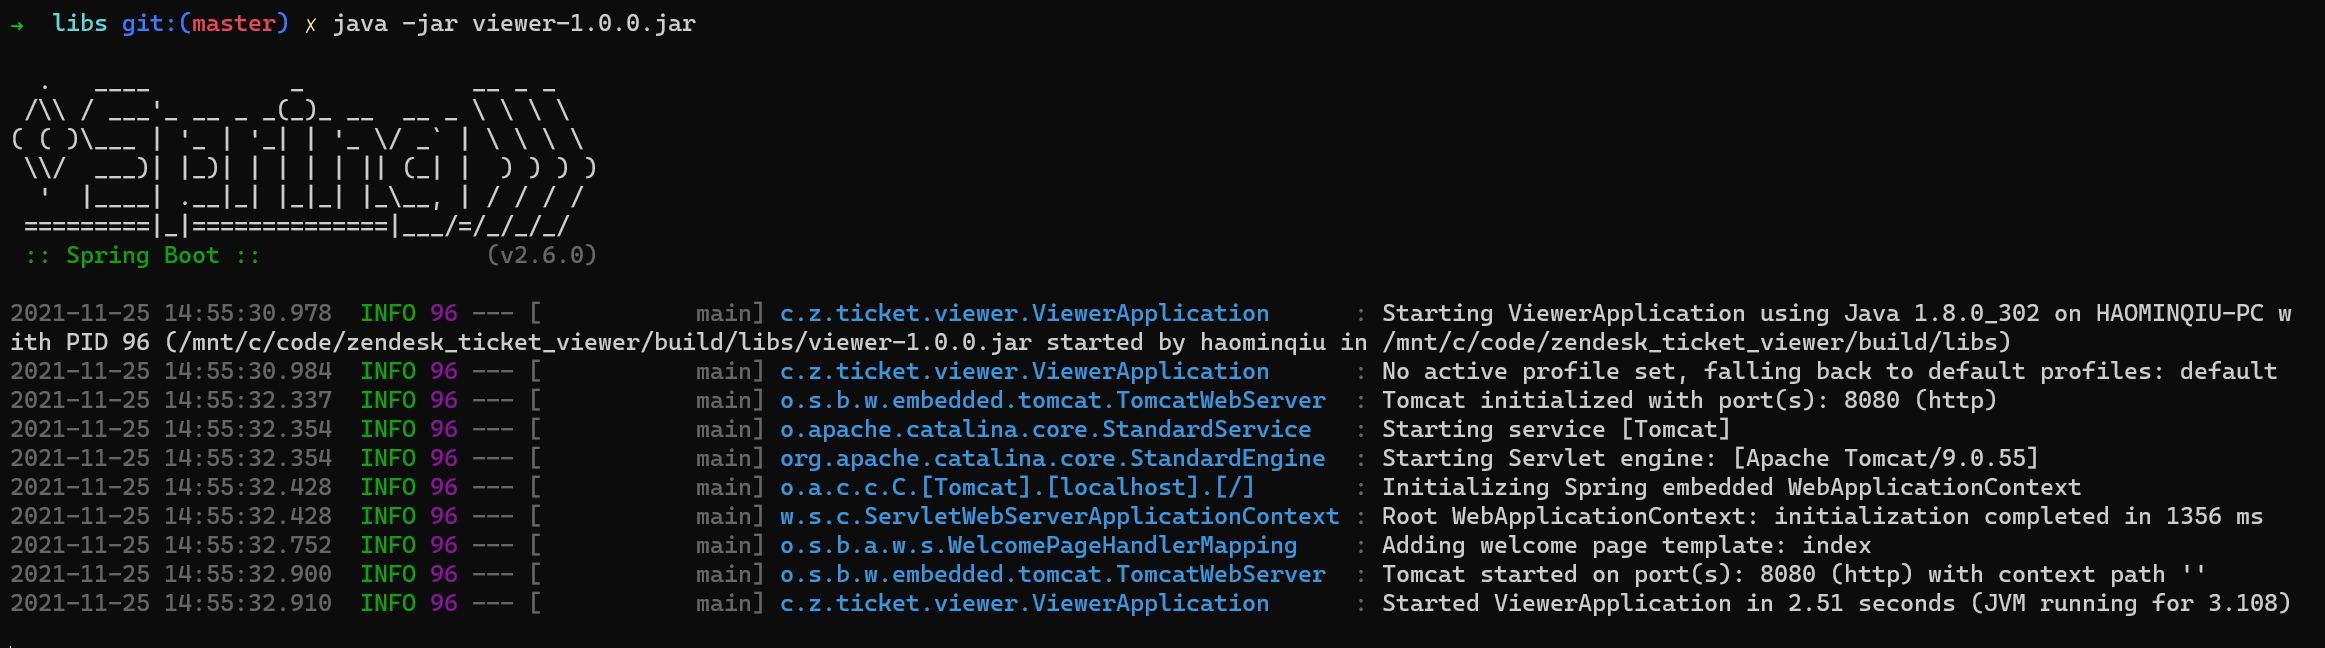 →  libs git:(master) ✗ java -jar viewer-1.0.0.jar

  .   ____          _            __ _ _
 /\\ / ___'_ __ _ _(_)_ __  __ _ \ \ \ \
( ( )\___ | '_ | '_| | '_ \/ _` | \ \ \ \
 \\/  ___)| |_)| | | | | || (_| |  ) ) ) )
  '  |____| .__|_| |_|_| |_\__, | / / / /
 =========|_|==============|___/=/_/_/_/
 :: Spring Boot ::                (v2.6.0)

2021-11-25 14:55:30.978  INFO 96 --- [           main] c.z.ticket.viewer.ViewerApplication      : Starting ViewerApplication using Java 1.8.0_302 on HAOMINQIU-PC w
ith PID 96 (/mnt/c/code/zendesk_ticket_viewer/build/libs/viewer-1.0.0.jar started by haominqiu in /mnt/c/code/zendesk_ticket_viewer/build/libs)
2021-11-25 14:55:30.984  INFO 96 --- [           main] c.z.ticket.viewer.ViewerApplication      : No active profile set, falling back to default profiles: default
2021-11-25 14:55:32.337  INFO 96 --- [           main] o.s.b.w.embedded.tomcat.TomcatWebServer  : Tomcat initialized with port(s): 8080 (http)
2021-11-25 14:55:32.354  INFO 96 --- [           main] o.apache.catalina.core.StandardService   : Starting service [Tomcat]
2021-11-25 14:55:32.354  INFO 96 --- [           main] org.apache.catalina.core.StandardEngine  : Starting Servlet engine: [Apache Tomcat/9.0.55]
2021-11-25 14:55:32.428  INFO 96 --- [           main] o.a.c.c.C.[Tomcat].[localhost].[/]       : Initializing Spring embedded WebApplicationContext
2021-11-25 14:55:32.428  INFO 96 --- [           main] w.s.c.ServletWebServerApplicationContext : Root WebApplicationContext: initialization completed in 1356 ms
2021-11-25 14:55:32.752  INFO 96 --- [           main] o.s.b.a.w.s.WelcomePageHandlerMapping    : Adding welcome page template: index
2021-11-25 14:55:32.900  INFO 96 --- [           main] o.s.b.w.embedded.tomcat.TomcatWebServer  : Tomcat started on port(s): 8080 (http) with context path ''
2021-11-25 14:55:32.910  INFO 96 --- [           main] c.z.ticket.viewer.ViewerApplication      : Started ViewerApplication in 2.51 seconds (JVM running for 3.108)